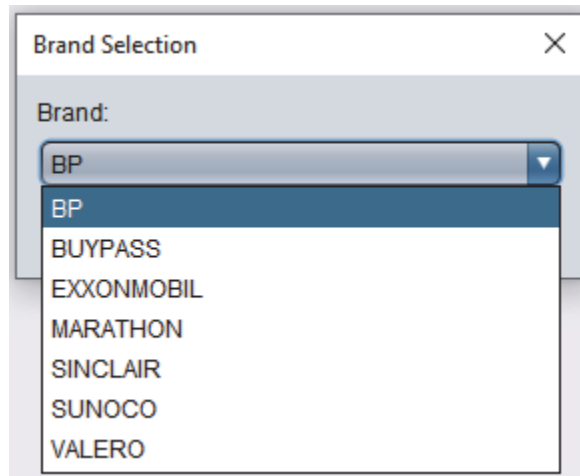 Brand Selection
Brand:
BP
BP
BUYPASS
EXXONMOBIL
MARATHON
SINCLAIR
SUNOCO
VALERO